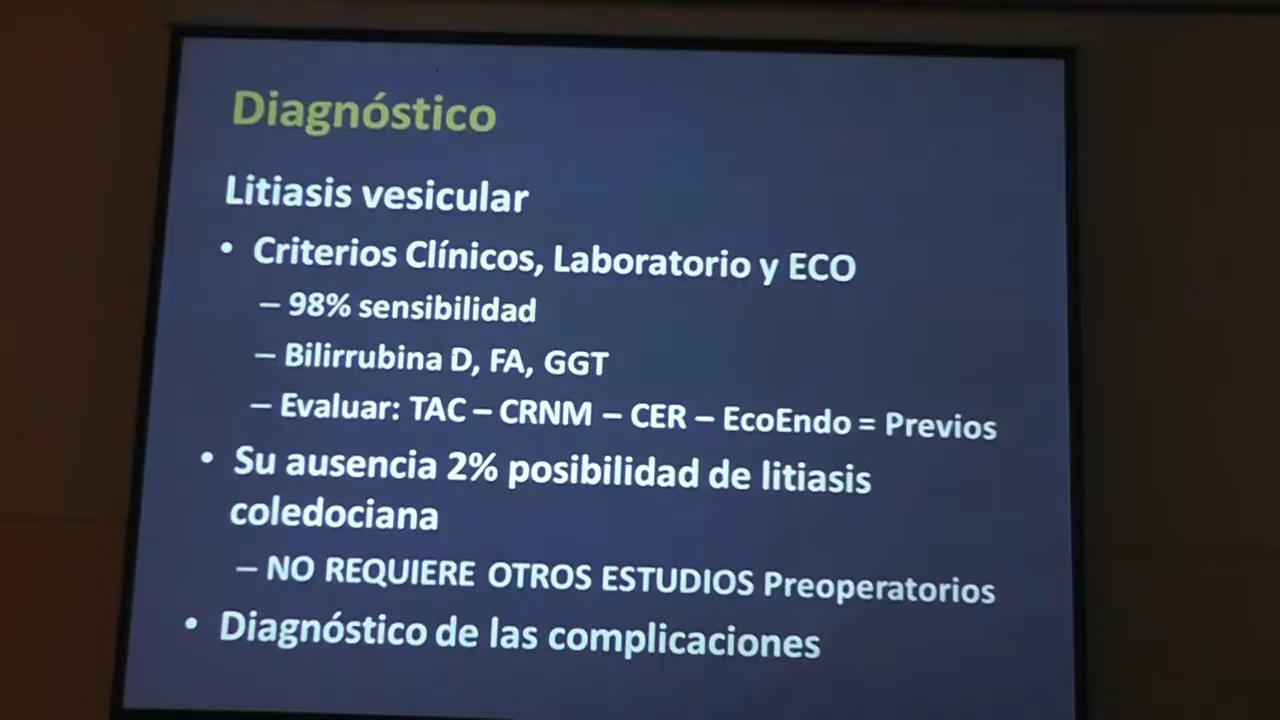 Diagnóstico
Litiasis vesicular
• Criterios Clínicos, Laboratorio y ECO
– 98% sensibilidad
– Bilirrubina D, FA, GGT
– Evaluar: TAC – CRNM – CER – EcoEndo = Previos
• Su ausencia 2% posibilidad de litiasis
coledociana
– NO REQUIERE OTROS ESTUDIOS Preoperatorios
• Diagnóstico de las complicaciones